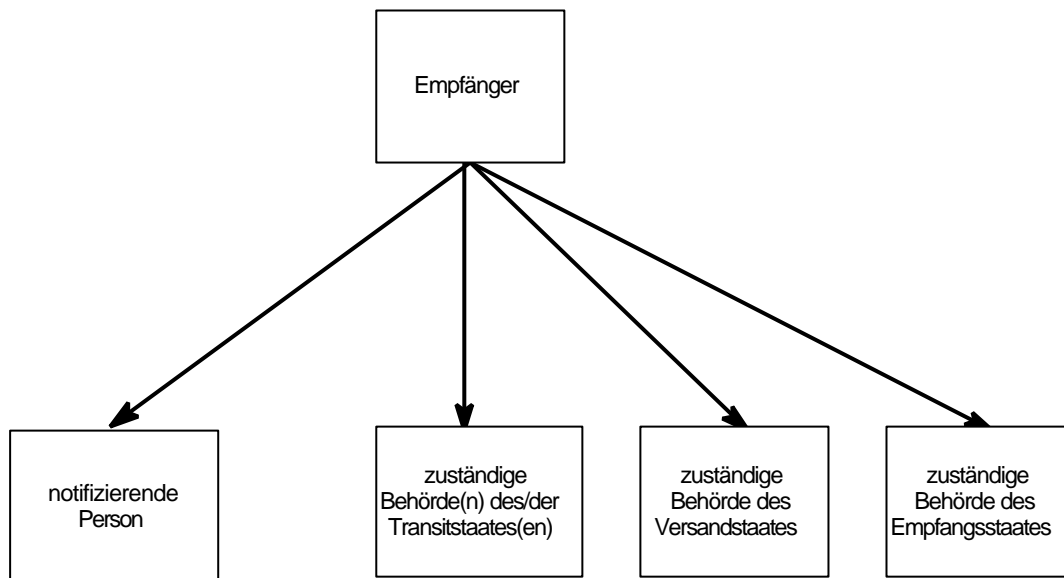 Empfänger
notifizierende
Person
zuständige
Behörde(n) des/der
Transitstaates(en)
zuständige
Behörde des
Versandstaates
zuständige
Behörde des
Empfangsstaates